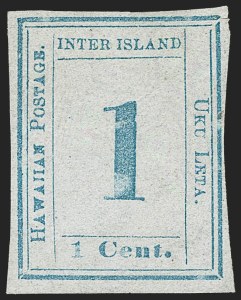 INTER ISLAND
HAWAIIAN POSTAGE.
1
UKU LETA.
1 Cent.